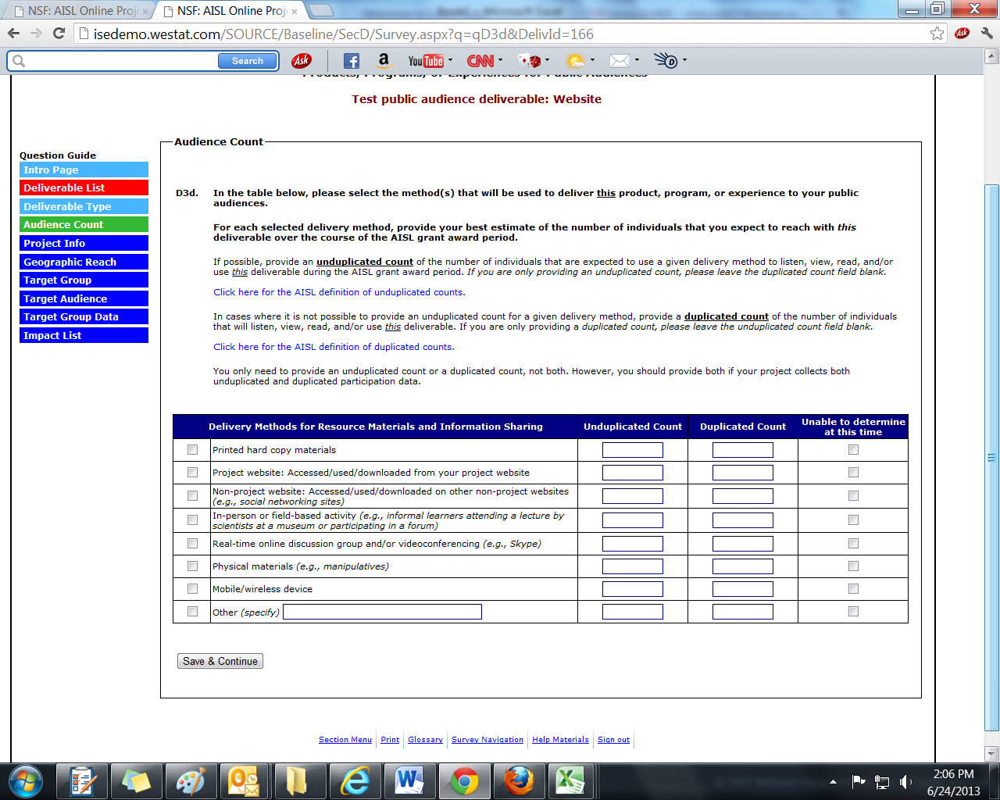 NSF: AISL Online Proj
NSF: AISL Online Proj
isedemo.westat.com/SOURCE/Baseline/SecD/Survey.aspx?q=qD3d&DelivId=166
Search
Ask
a
YouTube
CNN
Products, Programs, or Experiences for Public Audiences
Test public audience deliverable: Website
Question Guide
Intro Page
Deliverable List
Deliverable Type
Audience Count
Project Info
Geographic Reach
Target Group
Target Audience
Target Group Data
Impact List
Audience Count
D3d. In the table below, please select the method(s) that will be used to deliver this product, program, or experience to your public
audiences.
For each selected delivery method, provide your best estimate of the number of individuals that you expect to reach with this
deliverable over the course of the AISL grant award period.
If possible, provide an unduplicated count of the number of individuals that are expected to use a given delivery method to listen, view, read, and/or
use this deliverable during the AISL grant award period. If you are only providing an unduplicated count, please leave the duplicated count field blank.
Click here for the AISL definition of unduplicated counts.
In cases where it is not possible to provide an unduplicated count for a given delivery method, provide a duplicated count of the number of individuals
that will listen, view, read, and/or use this deliverable. If you are only providing a duplicated count, please leave the unduplicated count field blank.
Click here for the AISL definition of duplicated counts.
You only need to provide an unduplicated count or a duplicated count, not both. However, you should provide both if your project collects both
unduplicated and duplicated participation data.
Delivery Methods for Resource Materials and Information Sharing Unduplicated Count Duplicated Count Unable to determine
at this time
Printed hard copy materials
Project website: Accessed/used/downloaded from your project website
Non-project website: Accessed/used/downloaded on other non-project websites
(e.g., social networking sites)
In-person or field-based activity (e.g., informal learners attending a lecture by
scientists at a museum or participating in a forum)
Real-time online discussion group and/or videoconferencing (e.g., Skype)
Physical materials (e.g., manipulatives)
Mobile/wireless device
Other (specify)
Save & Continue
Section Menu Print Glossary Survey Navigation Help Materials Sign out
2:06 PM
6/24/2013